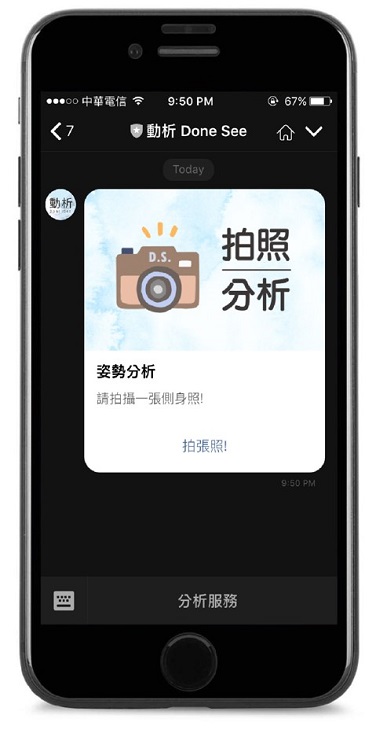 中華電信 9:50 PM 67%
7 動析 Done See
Today
動析
D.S.
拍照
分析
姿勢分析
請拍攝一張側身照!
拍張照!
9:50 PM
分析服務